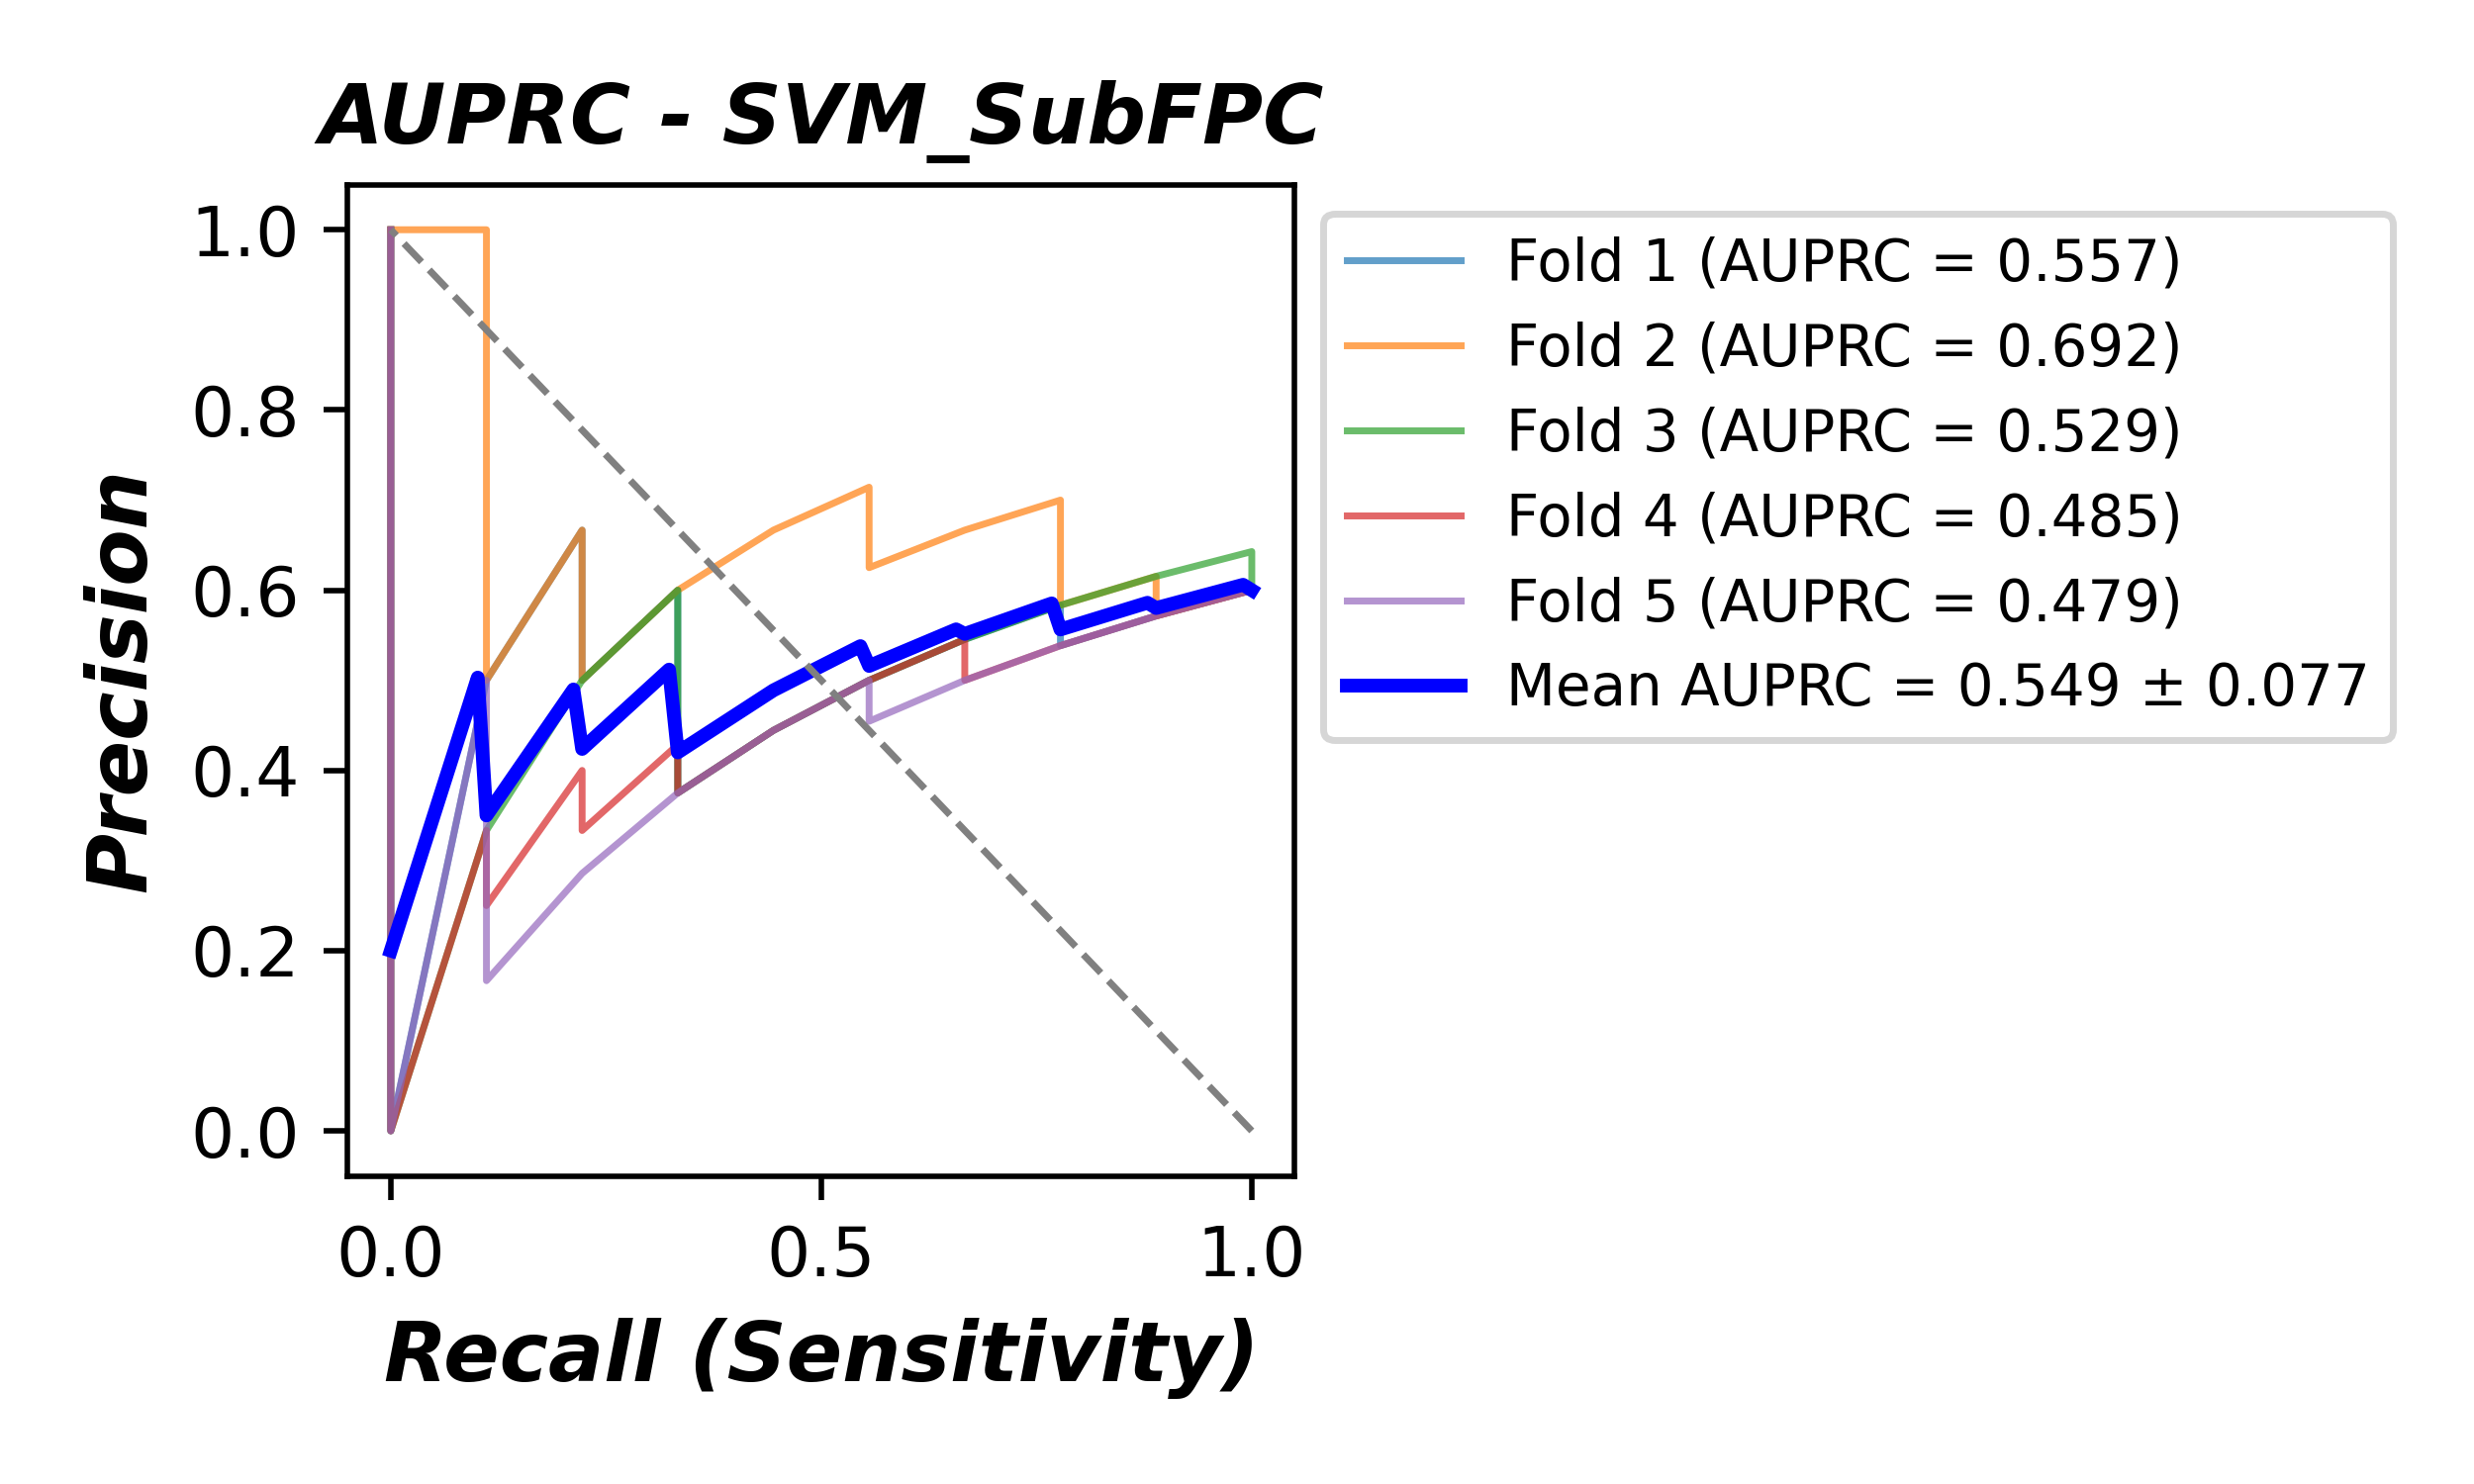 AUPRC - SVM_SubFPC
1.0
0.8
0.6
0.4
0.2
0.0
Precision
0.0 0.5 1.0
Recall (Sensitivity)
Fold 1 (AUPRC = 0.557)
Fold 2 (AUPRC = 0.692)
Fold 3 (AUPRC = 0.529)
Fold 4 (AUPRC = 0.485)
Fold 5 (AUPRC = 0.479)
Mean AUPRC = 0.549 ± 0.077